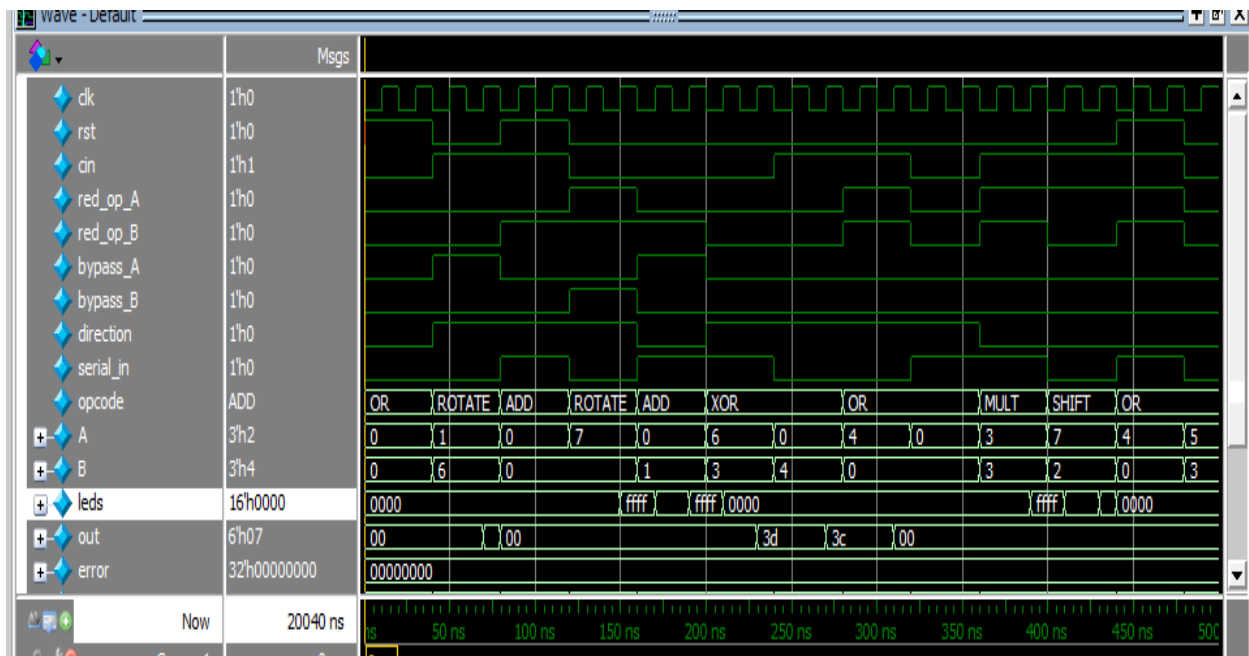 Wave - Default
Msgs
clk 1'h0
rst 1'h0
cin 1'h1
red_op_A 1'h0
red_op_B 1'h0
bypass_A 1'h0
bypass_B 1'h0
direction 1'h0
serial_in 1'h0
opcode ADD OR ROTATE ADD ROTATE ADD XOR OR MULT SHIFT OR
A 3'h2 0 1 0 7 0 6 0 4 0 3 7 4 5
B 3'h4 0 6 0 1 3 4 0 3 2 0 3
leds 16'h0000 0000 ffff ffff 0000 ffff 0000
out 6'h07 00 00 3d 3c 00
error 32'h00000000 00000000
Now 20040 ns ns 50 ns 100 ns 150 ns 200 ns 250 ns 300 ns 350 ns 400 ns 450 ns 500